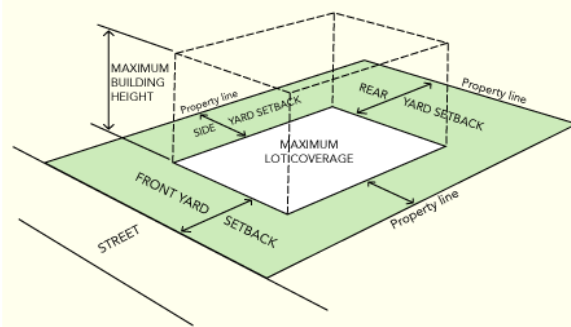 MAXIMUM
BUILDING
HEIGHT
Property line
SIDE YARD SETBACK
REAR YARD SETBACK
Property line
MAXIMUM
LOTICOVERAGE
FRONT YARD SETBACK
Property line
STREET